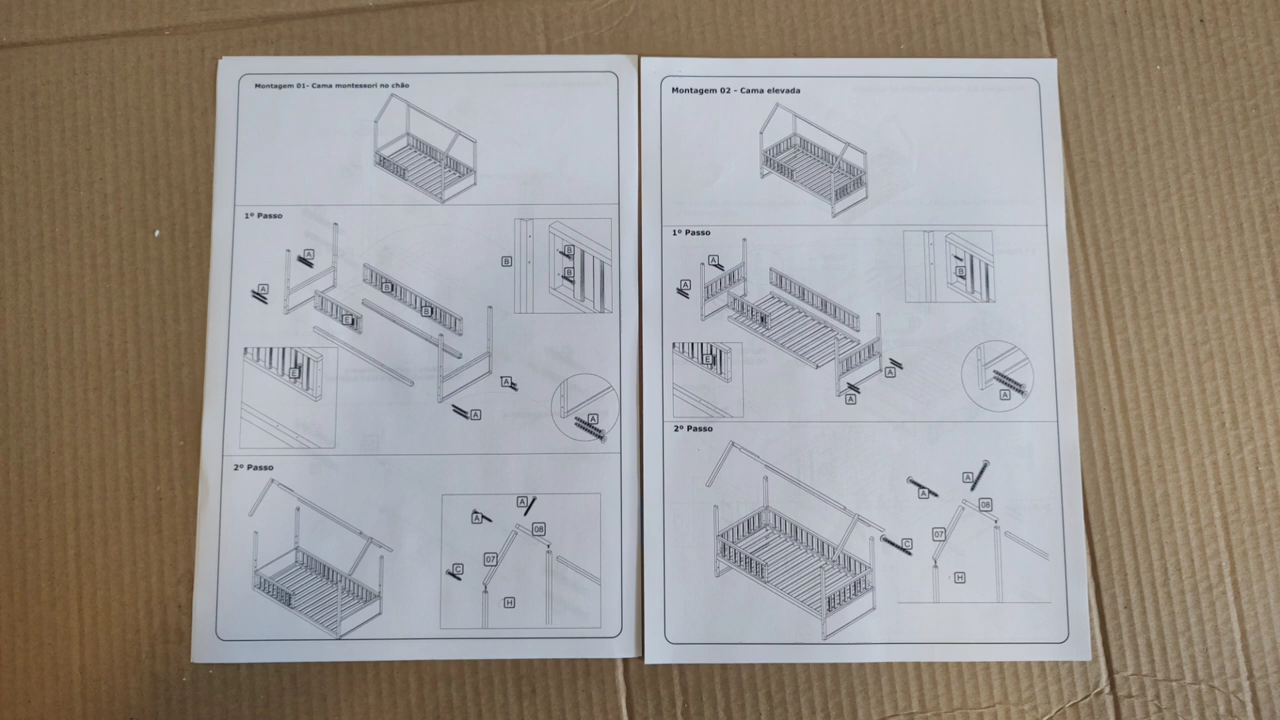 Montagem 01- Cama montessori no chão
1º Passo
A
A
B
B
B
B
B
E
E
A
A
A
2º Passo
A
A
08
07
C
H
Montagem 02 - Cama elevada
1º Passo
A
A
B
E
A
A
A
2º Passo
A
A
08
07
C
H